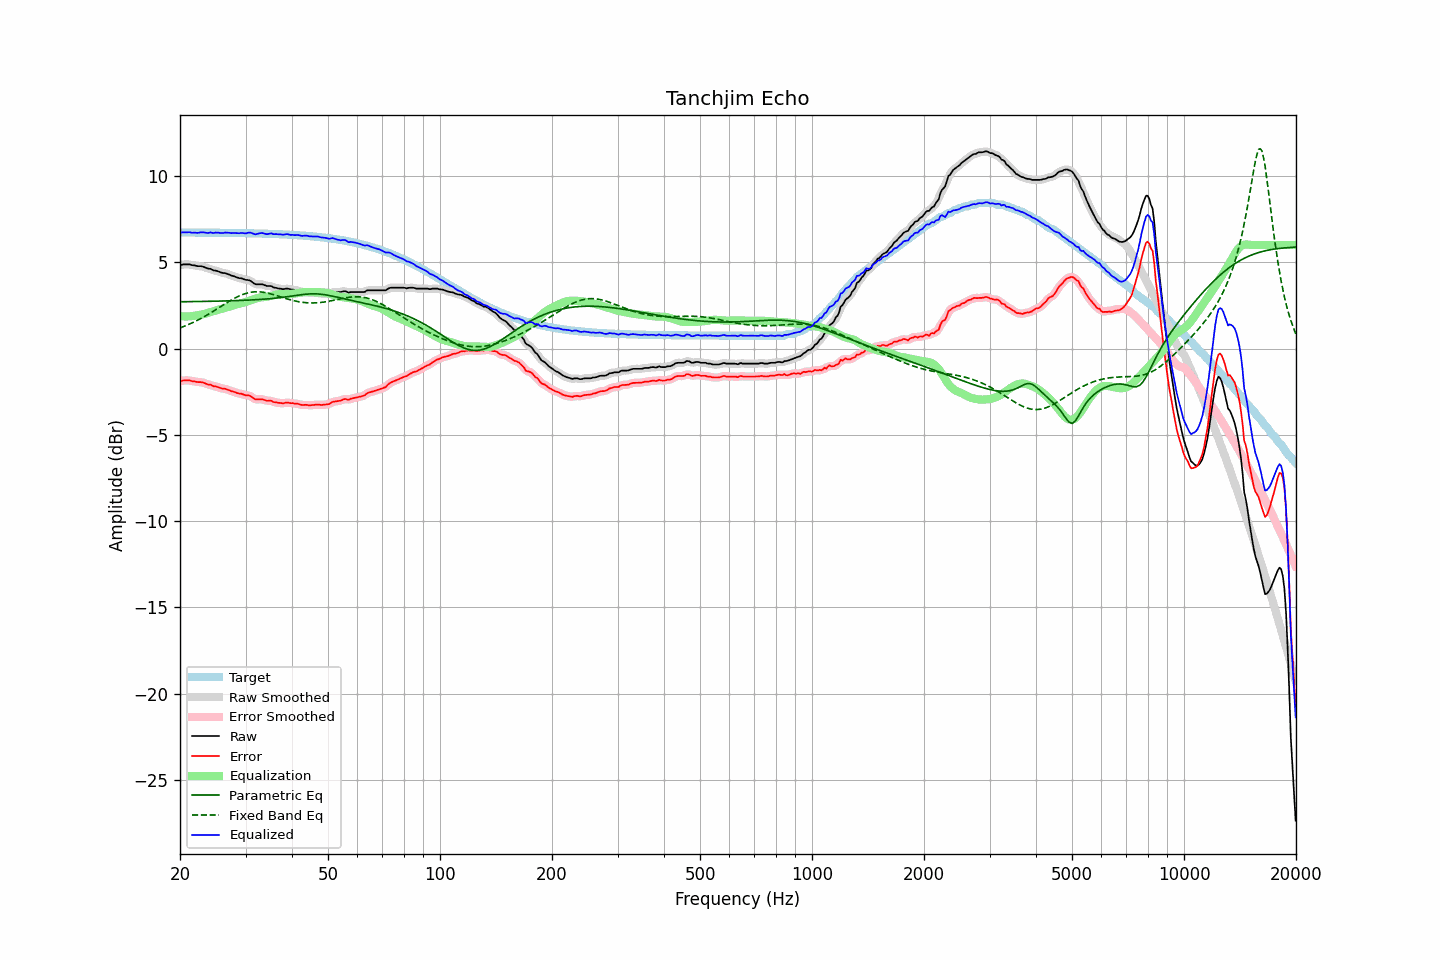 Tanchjim Echo
10
5
0
−5
−10
−15
−20
−25
Amplitude (dBr)
Target
Raw Smoothed
Error Smoothed
Raw
Error
Equalization
Parametric Eq
Fixed Band Eq
Equalized
20 50 100 200 500 1000 2000 5000 10000 20000
Frequency (Hz)